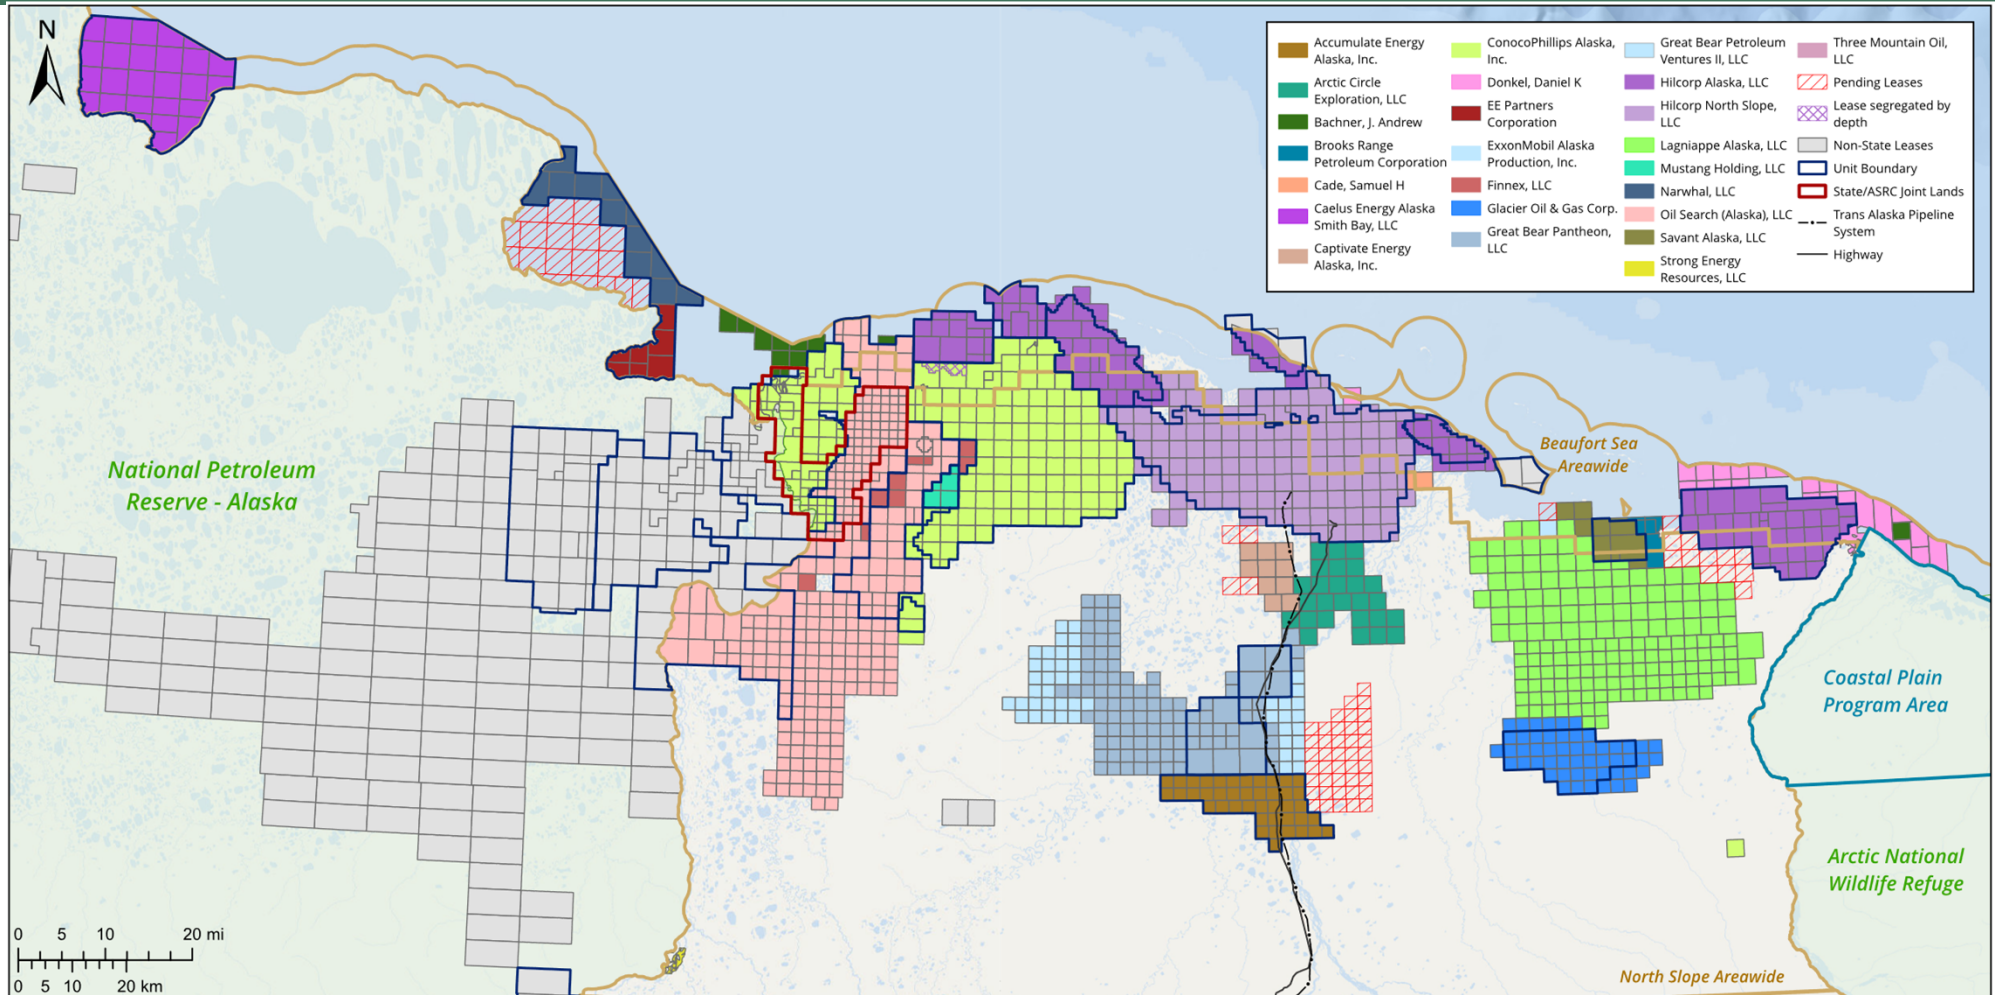 N
Accumulate Energy
Alaska, Inc.
Arctic Circle
Exploration, LLC
Bachner, J. Andrew
Brooks Range
Petroleum Corporation
Cade, Samuel H
Caelus Energy Alaska
Smith Bay, LLC
Captivate Energy
Alaska, Inc.
ConocoPhillips Alaska,
Inc.
Donkel, Daniel K
EE Partners
Corporation
ExxonMobil Alaska
Production, Inc.
Finnex, LLC
Glacier Oil & Gas Corp.
Great Bear Pantheon,
LLC
Great Bear Petroleum
Ventures II, LLC
Hilcorp Alaska, LLC
Hilcorp North Slope,
LLC
Lagniappe Alaska, LLC
Mustang Holding, LLC
Narwhal, LLC
Oil Search (Alaska), LLC
Savant Alaska, LLC
Strong Energy
Resources, LLC
Three Mountain Oil,
LLC
Pending Leases
Lease segregated by
depth
Non-State Leases
Unit Boundary
State/ASRC Joint Lands
Trans Alaska Pipeline
System
Highway
National Petroleum
Reserve - Alaska
Beaufort Sea
Areawide
Coastal Plain
Program Area
Arctic National
Wildlife Refuge
North Slope Areawide
0 5 10 20 mi
0 5 10 20 km